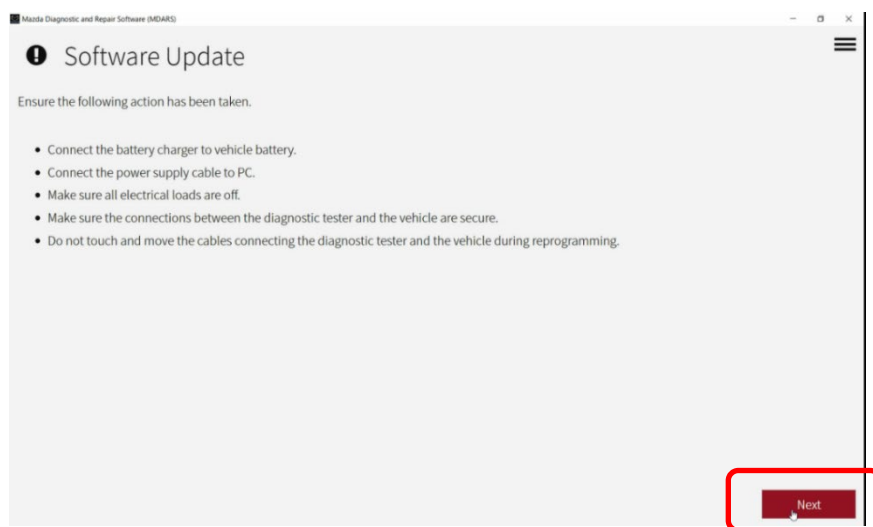 Mazda Diagnostic and Repair Software (MDARS)
Software Update
Ensure the following action has been taken.
• Connect the battery charger to vehicle battery.
• Connect the power supply cable to PC.
• Make sure all electrical loads are off.
• Make sure the connections between the diagnostic tester and the vehicle are secure.
• Do not touch and move the cables connecting the diagnostic tester and the vehicle during reprogramming.
Next